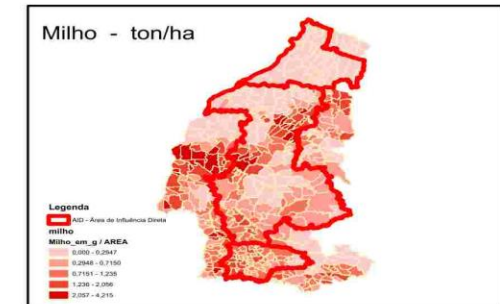 Milho - ton/ha
Legenda
AID - Área de Influência Direta
milho
Milho_em_g / AREA
0,000 - 0,2947
0,2948 - 0,7150
0,7151 - 1,235
1,236 - 2,056
2,057 - 4,215